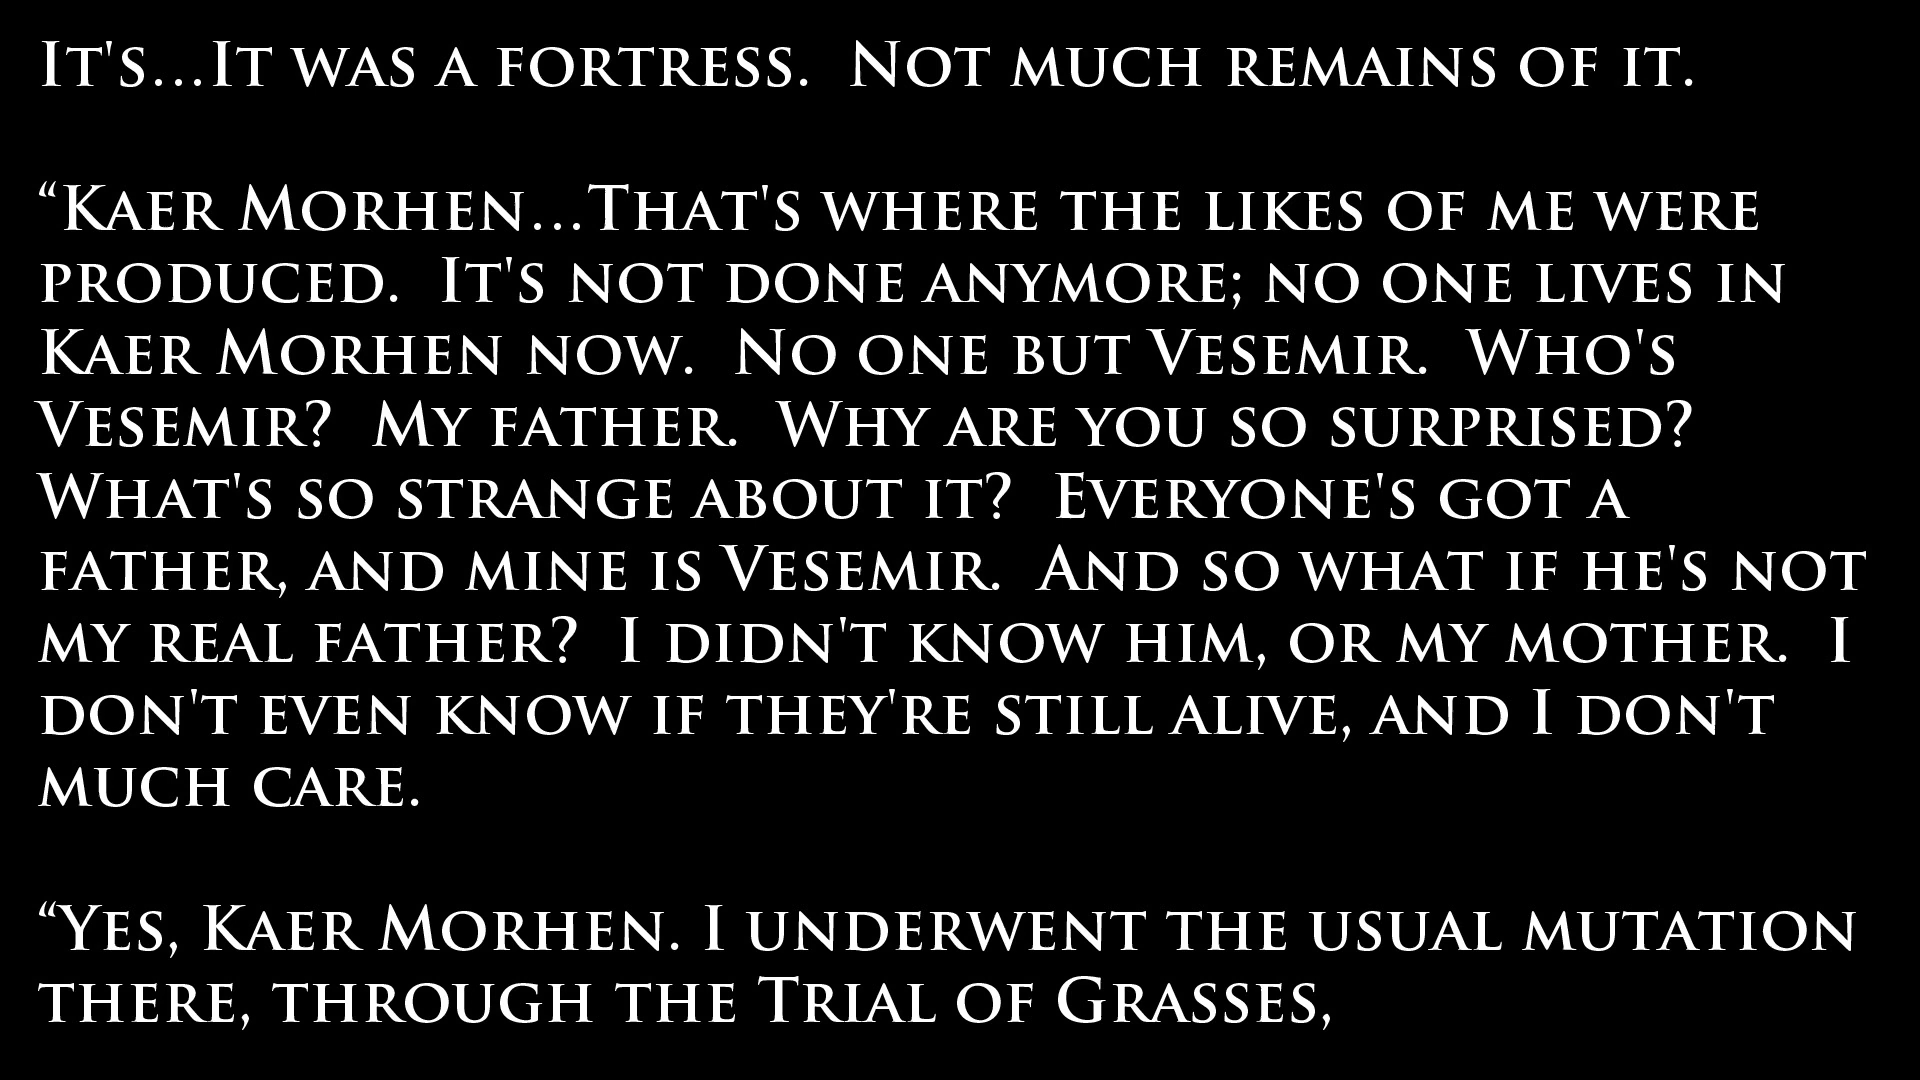 It's…It was a fortress.  Not much remains of it.
“Kaer Morhen…That's where the likes of me were
produced.  It's not done anymore; no one lives in
Kaer Morhen now.  No one but Vesemir.  Who's
Vesemir?  My father.  Why are you so surprised?
What's so strange about it?  Everyone's got a
father, and mine is Vesemir.  And so what if he's not
my real father?  I didn't know him, or my mother.  I
don't even know if they're still alive, and I don't
much care.
“Yes, Kaer Morhen. I underwent the usual mutation
there, through the Trial of Grasses,